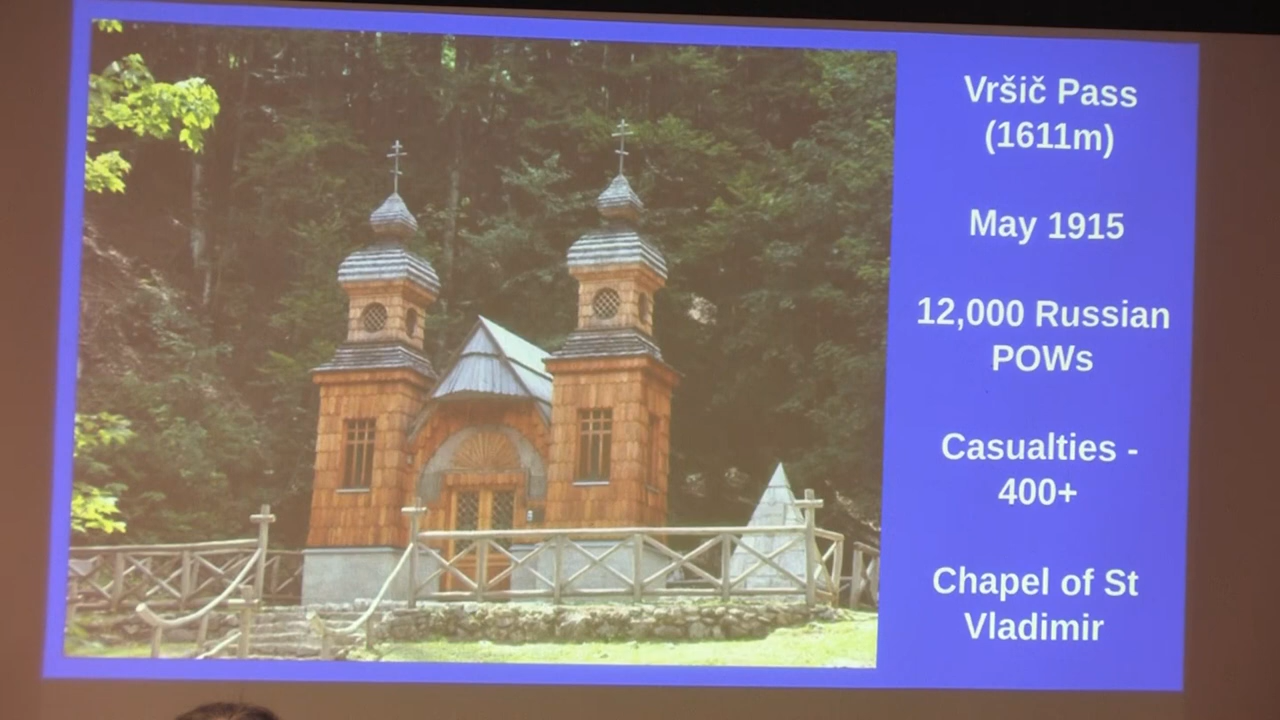 Vršič Pass
(1611m)
May 1915
12,000 Russian
POWs
Casualties -
400+
Chapel of St
Vladimir